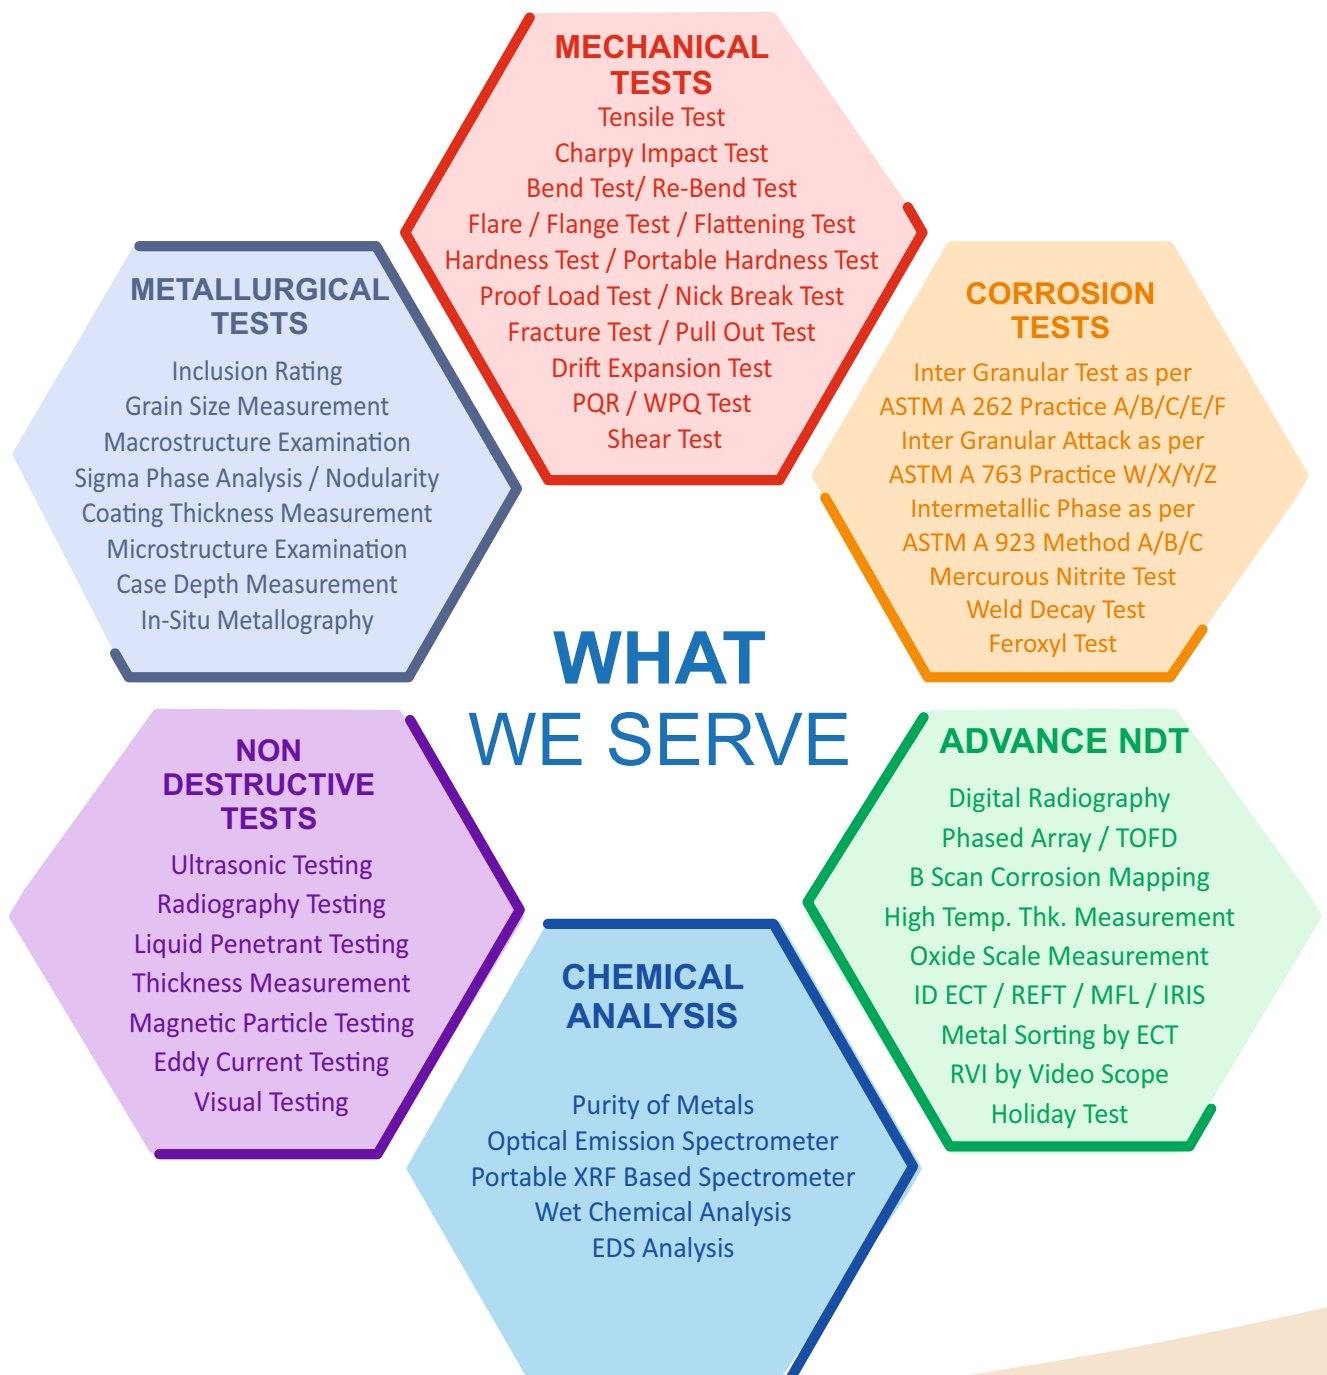 MECHANICAL
TESTS
Tensile Test
Charpy Impact Test
Bend Test/ Re-Bend Test
Flare / Flange Test / Flattening Test
Hardness Test / Portable Hardness Test
Proof Load Test / Nick Break Test
Fracture Test / Pull Out Test
Drift Expansion Test
PQR / WPQ Test
Shear Test
METALLURGICAL
TESTS
Inclusion Rating
Grain Size Measurement
Macrostructure Examination
Sigma Phase Analysis / Nodularity
Coating Thickness Measurement
Microstructure Examination
Case Depth Measurement
In-Situ Metallography
CORROSION
TESTS
Inter Granular Test as per
ASTM A 262 Practice A/B/C/E/F
Inter Granular Attack as per
ASTM A 763 Practice W/X/Y/Z
Intermetallic Phase as per
ASTM A 923 Method A/B/C
Mercurous Nitrite Test
Weld Decay Test
Feroxyl Test
WHAT
WE SERVE
NON
DESTRUCTIVE
TESTS
Ultrasonic Testing
Radiography Testing
Liquid Penetrant Testing
Thickness Measurement
Magnetic Particle Testing
Eddy Current Testing
Visual Testing
ADVANCE NDT
Digital Radiography
Phased Array / TOFD
B Scan Corrosion Mapping
High Temp. Thk. Measurement
Oxide Scale Measurement
ID ECT / REFT / MFL / IRIS
Metal Sorting by ECT
RVI by Video Scope
Holiday Test
CHEMICAL
ANALYSIS
Purity of Metals
Optical Emission Spectrometer
Portable XRF Based Spectrometer
Wet Chemical Analysis
EDS Analysis